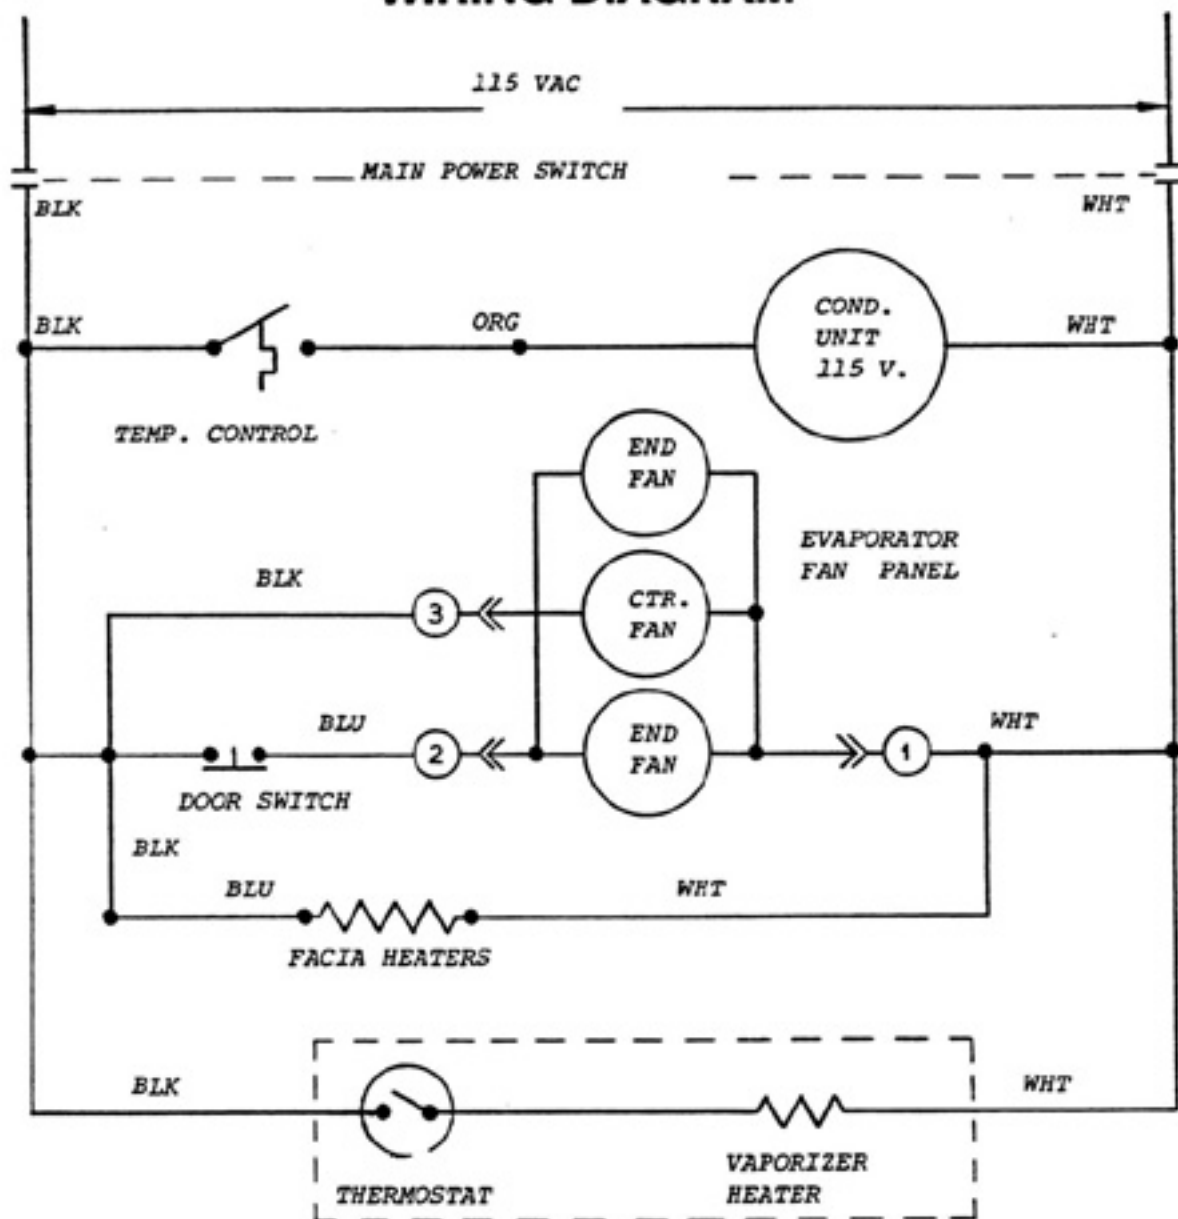 WIRING DIAGRAM
115 VAC
MAIN POWER SWITCH
BLK
WHT
BLK
ORG
COND.
UNIT
115 V.
WHT
TEMP. CONTROL
END
FAN
EVAPORATOR
FAN PANEL
BLK
3
CTR.
FAN
BLU
2
END
FAN
1
WHT
DOOR SWITCH
BLK
BLU
WHT
FACIA HEATERS
BLK
WHT
THERMOSTAT
VAPORIZER
HEATER